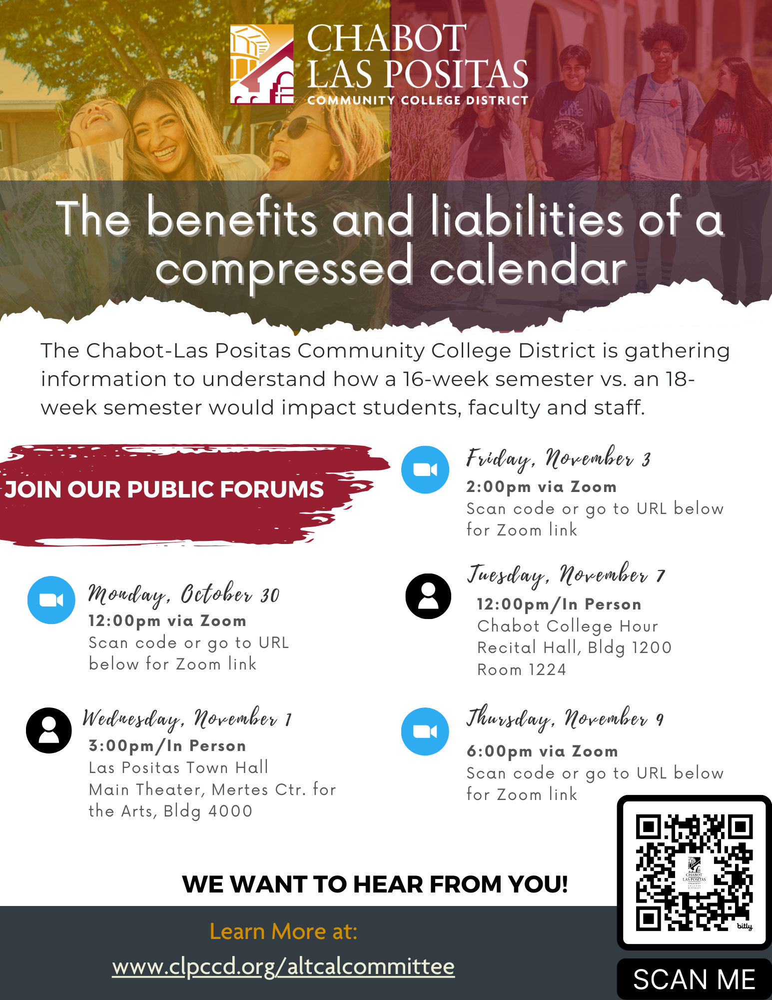 CHABOT
LAS POSITAS
COMMUNITY COLLEGE DISTRICT
The benefits and liabilities of a
compressed calendar
The Chabot-Las Positas Community College District is gathering
information to understand how a 16-week semester vs. an 18-
week semester would impact students, faculty and staff.
JOIN OUR PUBLIC FORUMS
Monday, October 30
12:00pm via Zoom
Scan code or go to URL
below for Zoom link
Wednesday, November 1
3:00pm/In Person
Las Positas Town Hall
Main Theater, Mertes Ctr. for
the Arts, Bldg 4000
Friday, November 3
2:00pm via Zoom
Scan code or go to URL below
for Zoom link
Tuesday, November 7
12:00pm/In Person
Chabot College Hour
Recital Hall, Bldg 1200
Room 1224
Thursday, November 9
6:00pm via Zoom
Scan code or go to URL below
for Zoom link
CHABOT
LAS POSITAS
COMMUNITY
COLLEGE
DISTRICT
bitly
WE WANT TO HEAR FROM YOU!
Learn More at:
www.clpccd.org/altcalcommittee
SCAN ME